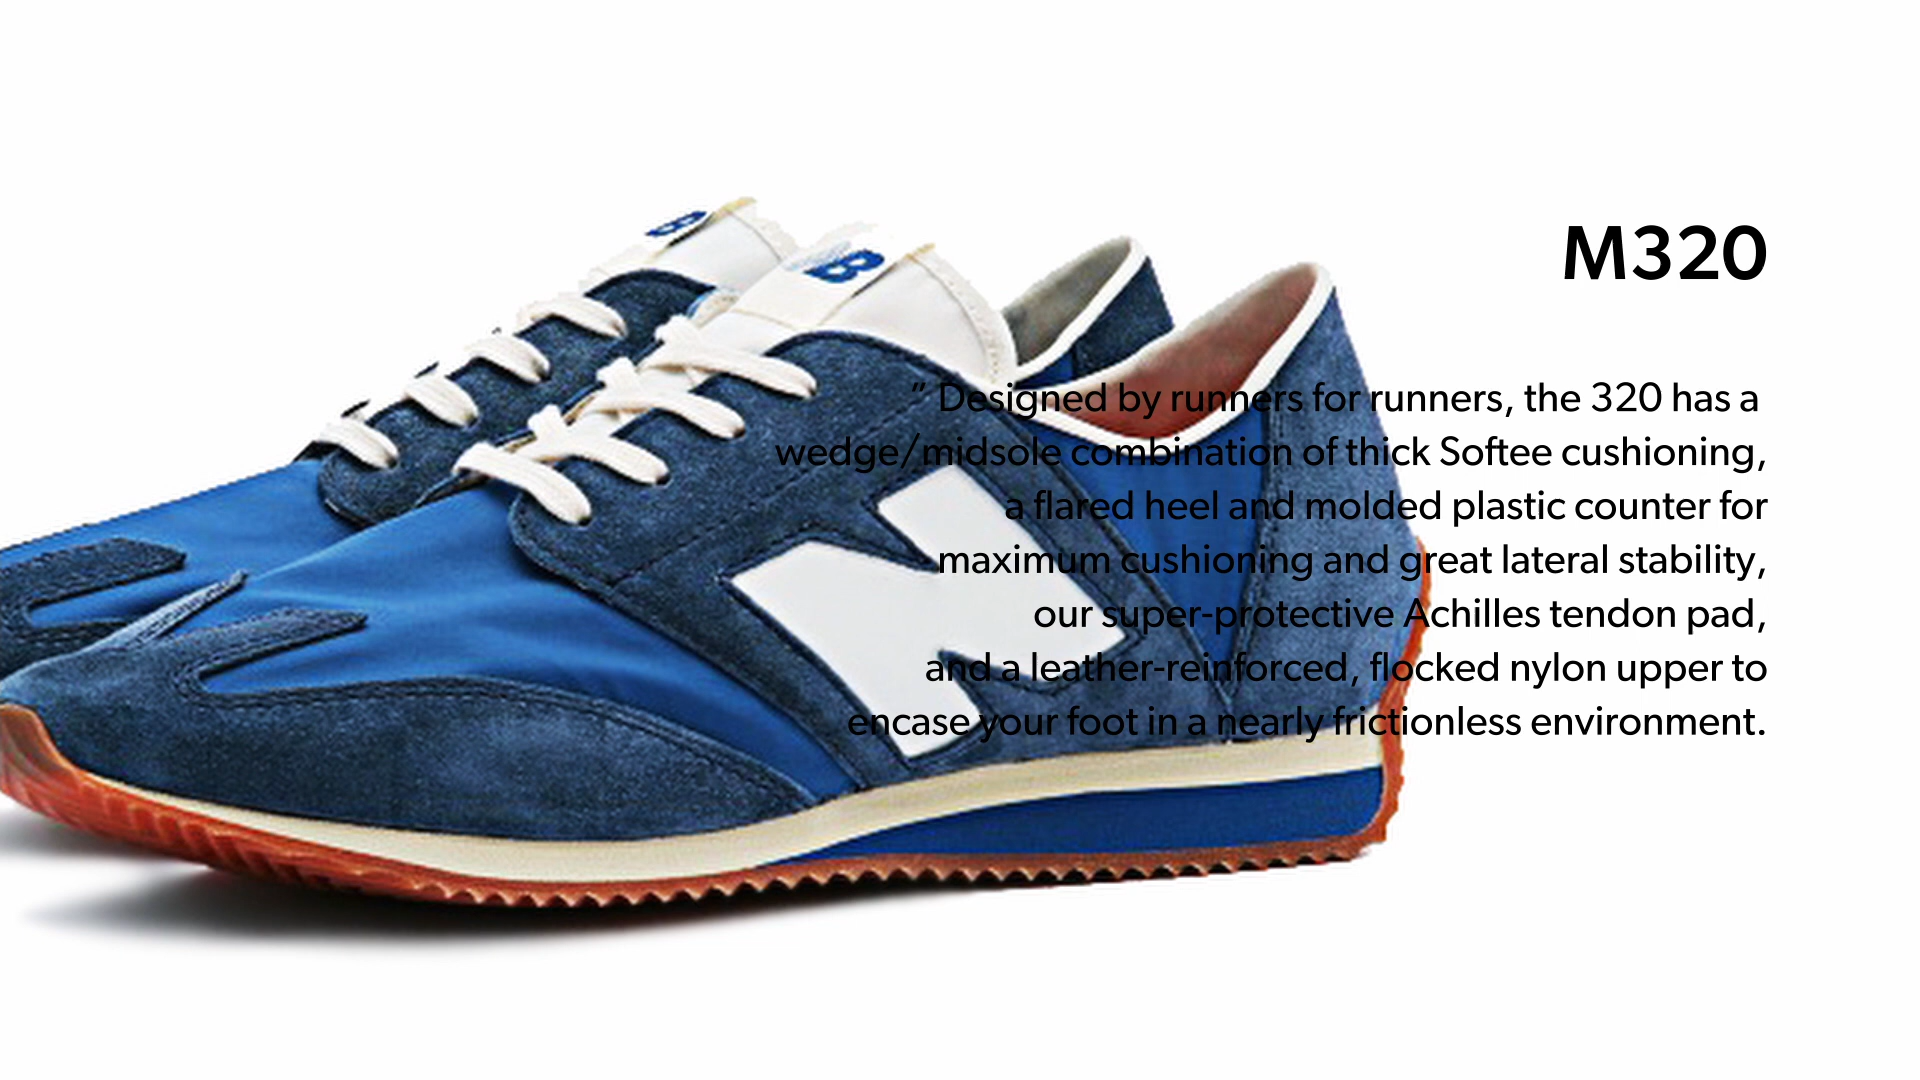 M320
" Designed by runners for runners, the 320 has a
wedge/midsole combination of thick Softee cushioning,
a flared heel and molded plastic counter for
maximum cushioning and great lateral stability,
our super-protective Achilles tendon pad,
and a leather-reinforced, flocked nylon upper to
encase your foot in a nearly frictionless environment.
B
B
N